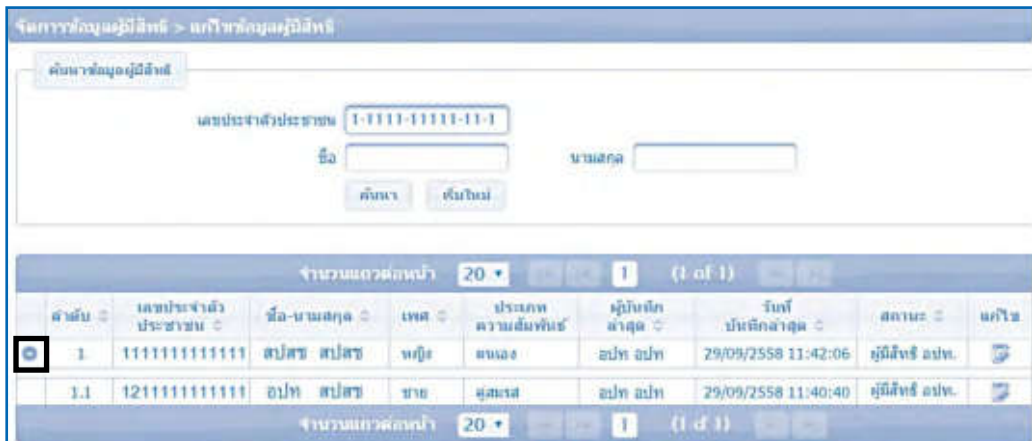 จัดการข้อมูลผู้มีสิทธิ > แก้ไขข้อมูลผู้มีสิทธิ
ค้นหาข้อมูลผู้มีสิทธิ
เลขประจำตัวประชาชน 1-1111-11111-11-1
ชื่อ นามสกุล
ค้นหา เริ่มใหม่
จำนวนแถวต่อหน้า 20 1 (1 of 1)
ลำดับ เลขประจำตัวประชาชน ชื่อ-นามสกุล เพศ ประเภทความสัมพันธ์ ผู้บันทึกล่าสุด วันที่บันทึกล่าสุด สถานะ แก้ไข
1 1111111111111 สปสช สปสช หญิง ตนเอง อปท อปท 29/09/2558 11:42:06 ผู้มีสิทธิ อปท.
1.1 1211111111111 อปท สปสช ชาย คู่สมรส อปท อปท 29/09/2558 11:40:40 ผู้มีสิทธิ อปท.
จำนวนแถวต่อหน้า 20 1 (1 of 1)